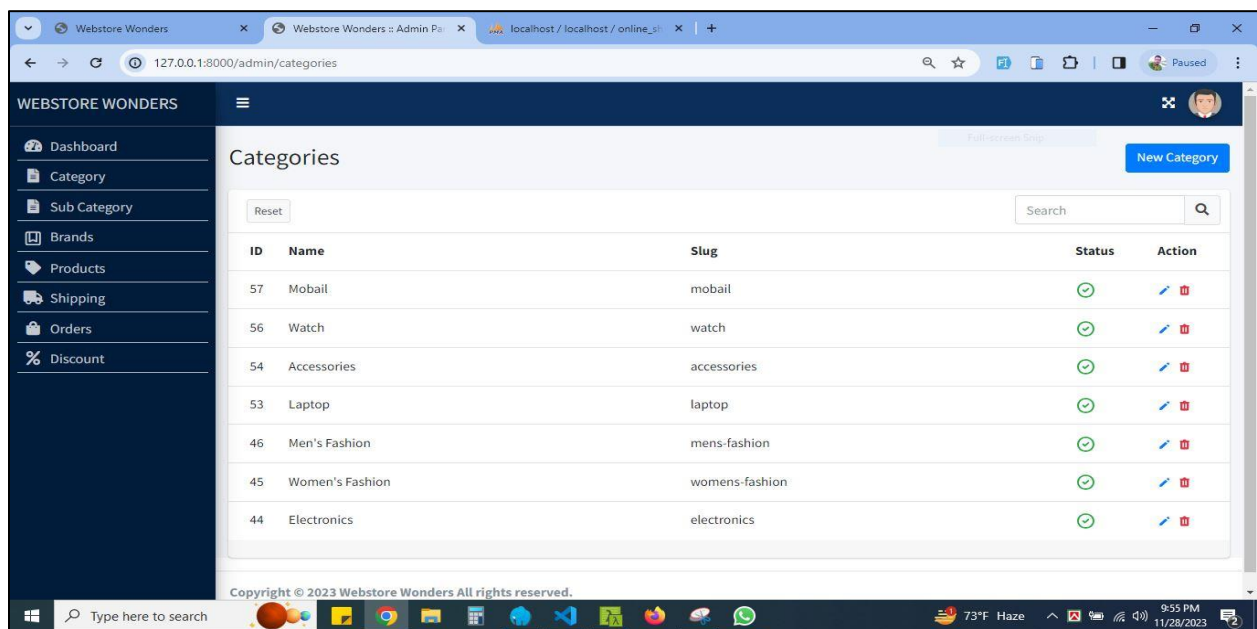 Webstore Wonders
Webstore Wonders :: Admin Pa
localhost / localhost / online_sh
127.0.0.1:8000/admin/categories
Paused
WEBSTORE WONDERS
Dashboard
Category
Sub Category
Brands
Products
Shipping
Orders
Discount
Full-screen Snip
Categories
New Category
Reset
Search
ID Name Slug Status Action
57 Mobail mobail
56 Watch watch
54 Accessories accessories
53 Laptop laptop
46 Men's Fashion mens-fashion
45 Women's Fashion womens-fashion
44 Electronics electronics
Copyright © 2023 Webstore Wonders All rights reserved.
Type here to search
73°F Haze
9:55 PM
11/28/2023
2